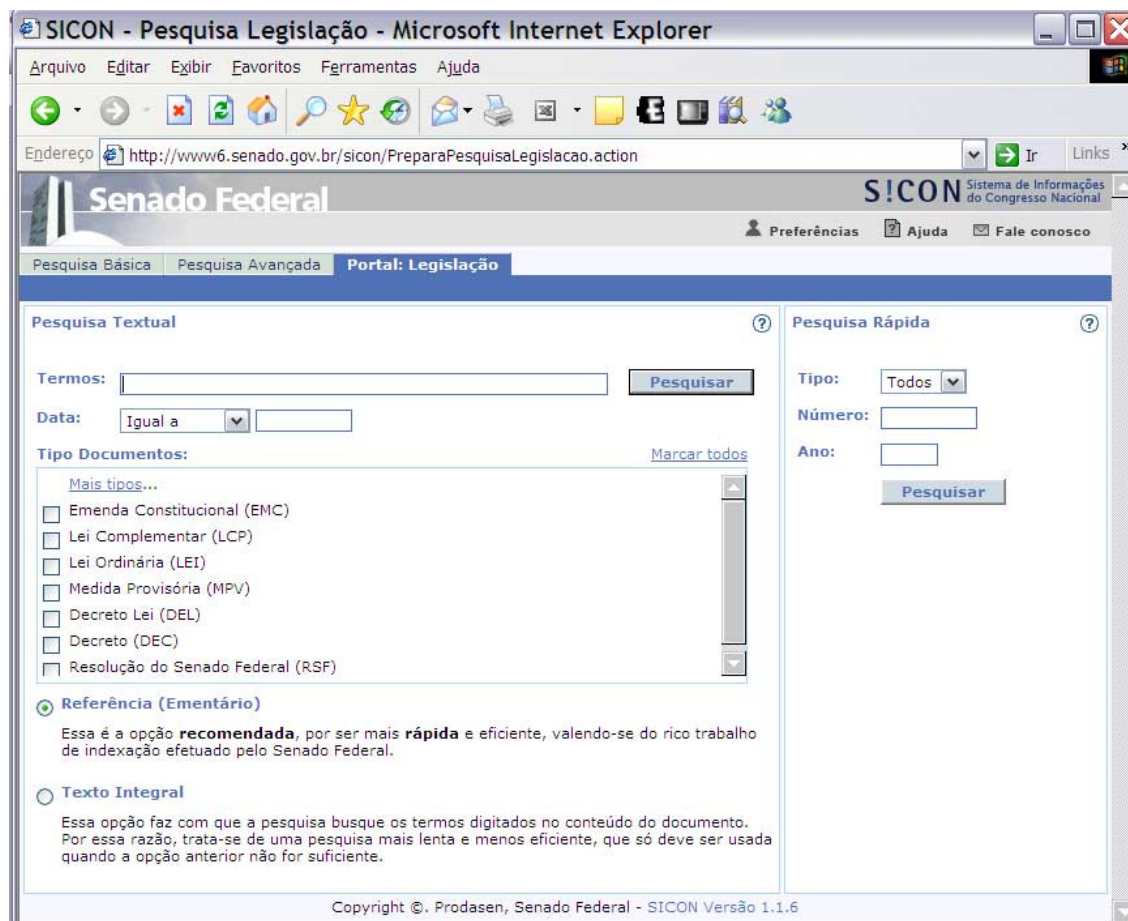 SICON - Pesquisa Legislação - Microsoft Internet Explorer
Arquivo Editar Exibir Favoritos Ferramentas Ajuda
Endereço http://www6.senado.gov.br/sicon/PreparaPesquisaLegislacao.action Ir Links »
Senado Federal
S!CON Sistema de Informações
do Congresso Nacional
Preferências ? Ajuda Fale conosco
Pesquisa Básica Pesquisa Avançada Portal: Legislação
Pesquisa Textual ?
Termos: Pesquisar
Data: Igual a
Tipo Documentos: Marcar todos
Mais tipos...
Emenda Constitucional (EMC)
Lei Complementar (LCP)
Lei Ordinária (LEI)
Medida Provisória (MPV)
Decreto Lei (DEL)
Decreto (DEC)
Resolução do Senado Federal (RSF)
Referência (Ementário)
Essa é a opção recomendada, por ser mais rápida e eficiente, valendo-se do rico trabalho
de indexação efetuado pelo Senado Federal.
Texto Integral
Essa opção faz com que a pesquisa busque os termos digitados no conteúdo do documento.
Por essa razão, trata-se de uma pesquisa mais lenta e menos eficiente, que só deve ser usada
quando a opção anterior não for suficiente.
Pesquisa Rápida ?
Tipo: Todos
Número:
Ano:
Pesquisar
Copyright ©. Prodasen, Senado Federal - SICON Versão 1.1.6